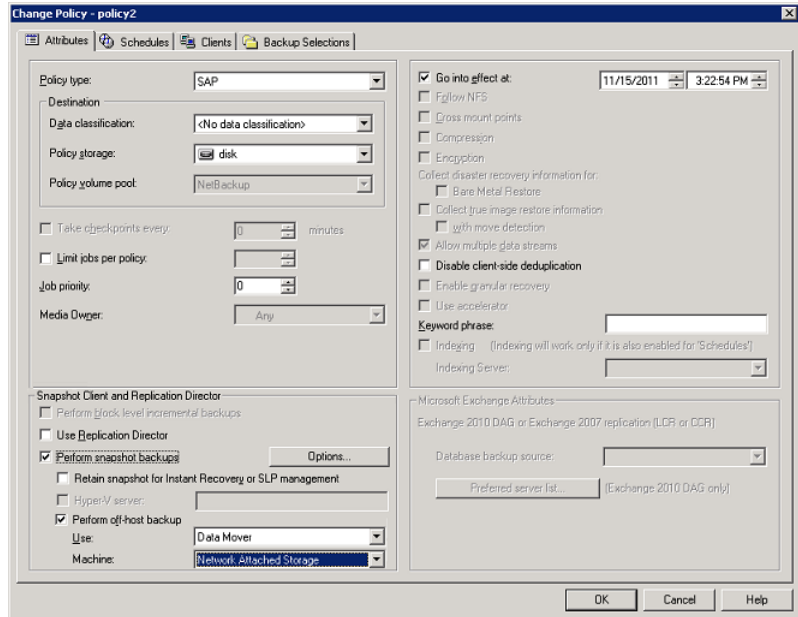 Change Policy - policy2
Attributes Schedules Clients Backup Selections
Policy type: SAP
Destination
Data classification: <No data classification>
Policy storage: disk
Policy volume pool: NetBackup
Take checkpoints every: 0 minutes
Limit jobs per policy:
Job priority: 0
Media Owner: Any
Snapshot Client and Replication Director
Perform block level incremental backups
Use Replication Director
Perform snapshot backups Options...
Retain snapshot for Instant Recovery or SLP management
Hyper-V server:
Perform off-host backup
Use: Data Mover
Machine: Network Attached Storage
Go into effect at: 11/15/2011 3:22:54 PM
Follow NFS
Cross mount points
Compression
Encryption
Collect disaster recovery information for:
Bare Metal Restore
Collect true image restore information
with move detection
Allow multiple data streams
Disable client-side deduplication
Enable granular recovery
Use accelerator
Keyword phrase:
Indexing (Indexing will work only if it is also enabled for 'Schedules')
Indexing Server:
Microsoft Exchange Attributes
Exchange 2010 DAG or Exchange 2007 replication (LCR or CCR)
Database backup source:
Preferred server list... (Exchange 2010 DAG only)
OK Cancel Help